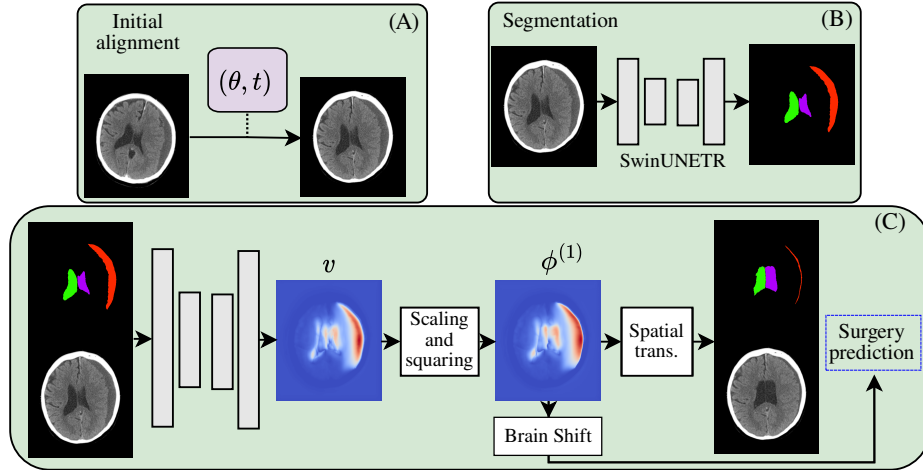 Initial
alignment
(A)
(θ, t)
Segmentation
(B)
SwinUNETR
(C)
v
ϕ⁽¹⁾
Scaling
and
squaring
Spatial
trans.
Surgery
prediction
Brain Shift